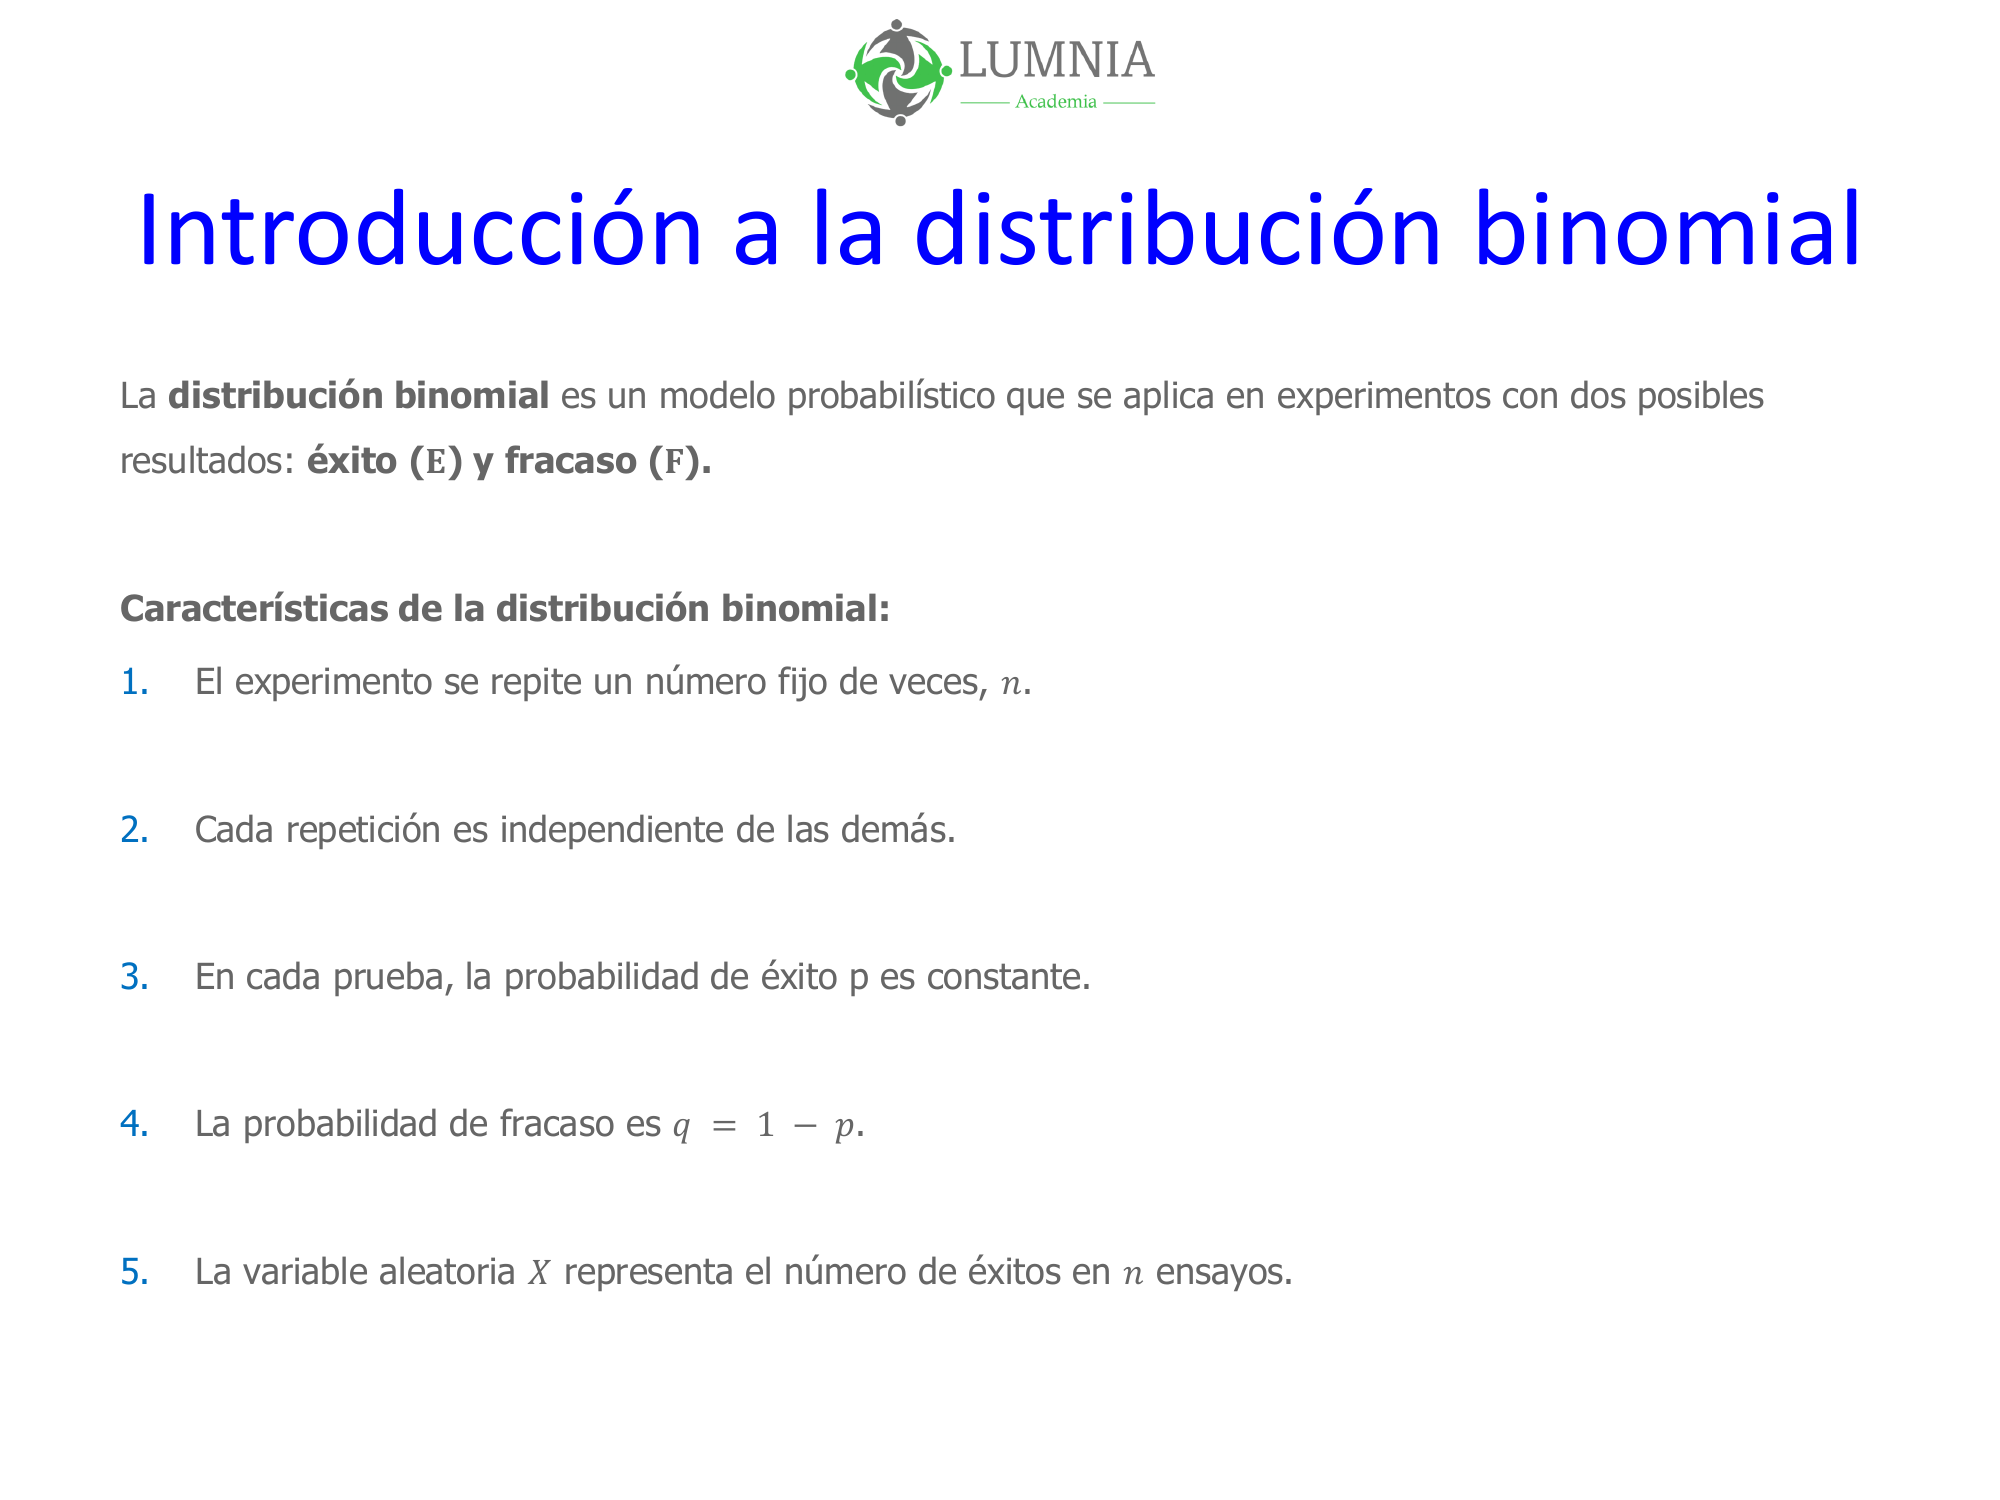 LUMNIA
Academia
Introducción a la distribución binomial
La distribución binomial es un modelo probabilístico que se aplica en experimentos con dos posibles
resultados: éxito (E) y fracaso (F).
Características de la distribución binomial:
1. El experimento se repite un número fijo de veces, n.
2. Cada repetición es independiente de las demás.
3. En cada prueba, la probabilidad de éxito p es constante.
4. La probabilidad de fracaso es q = 1 − p.
5. La variable aleatoria X representa el número de éxitos en n ensayos.